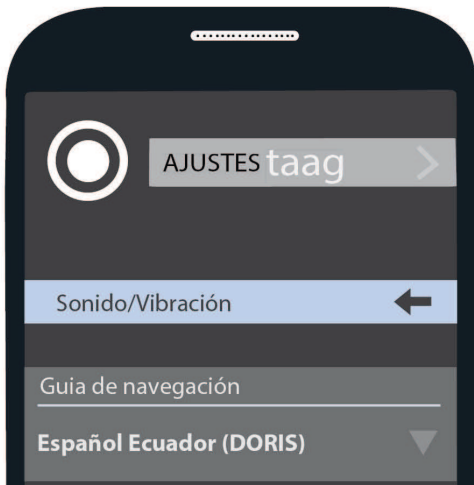 AJUSTES taag
Sonido/Vibración
Guia de navegación
Español Ecuador (DORIS)